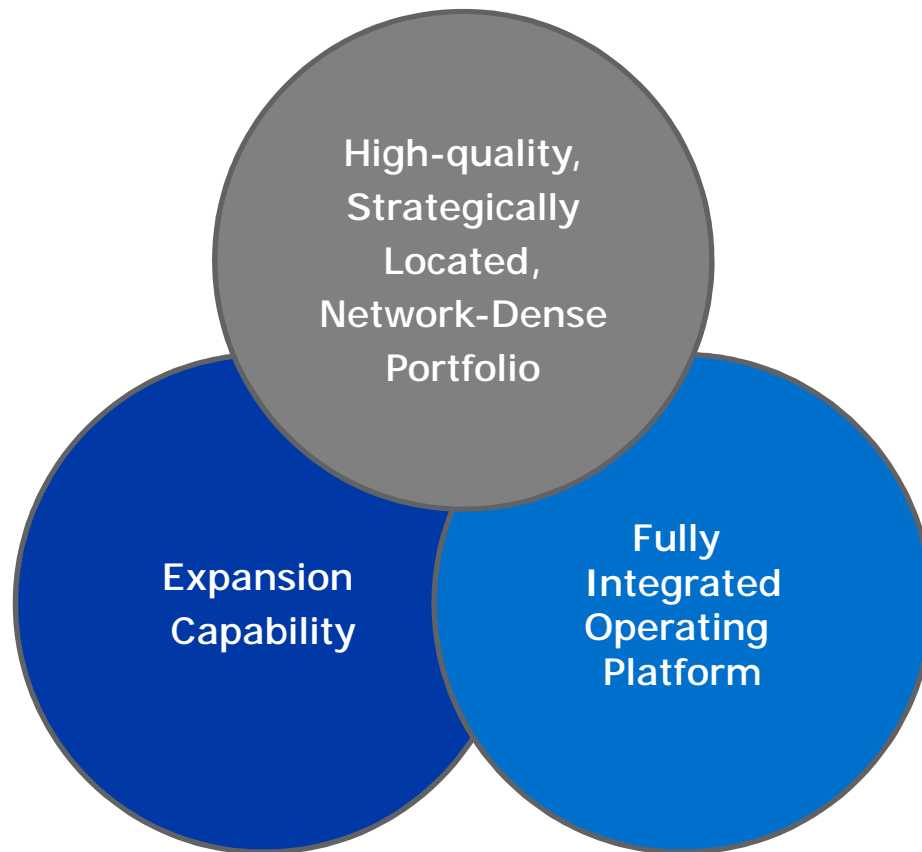 High-quality,
Strategically
Located,
Network-Dense
Portfolio
Expansion
Capability
Fully
Integrated
Operating
Platform